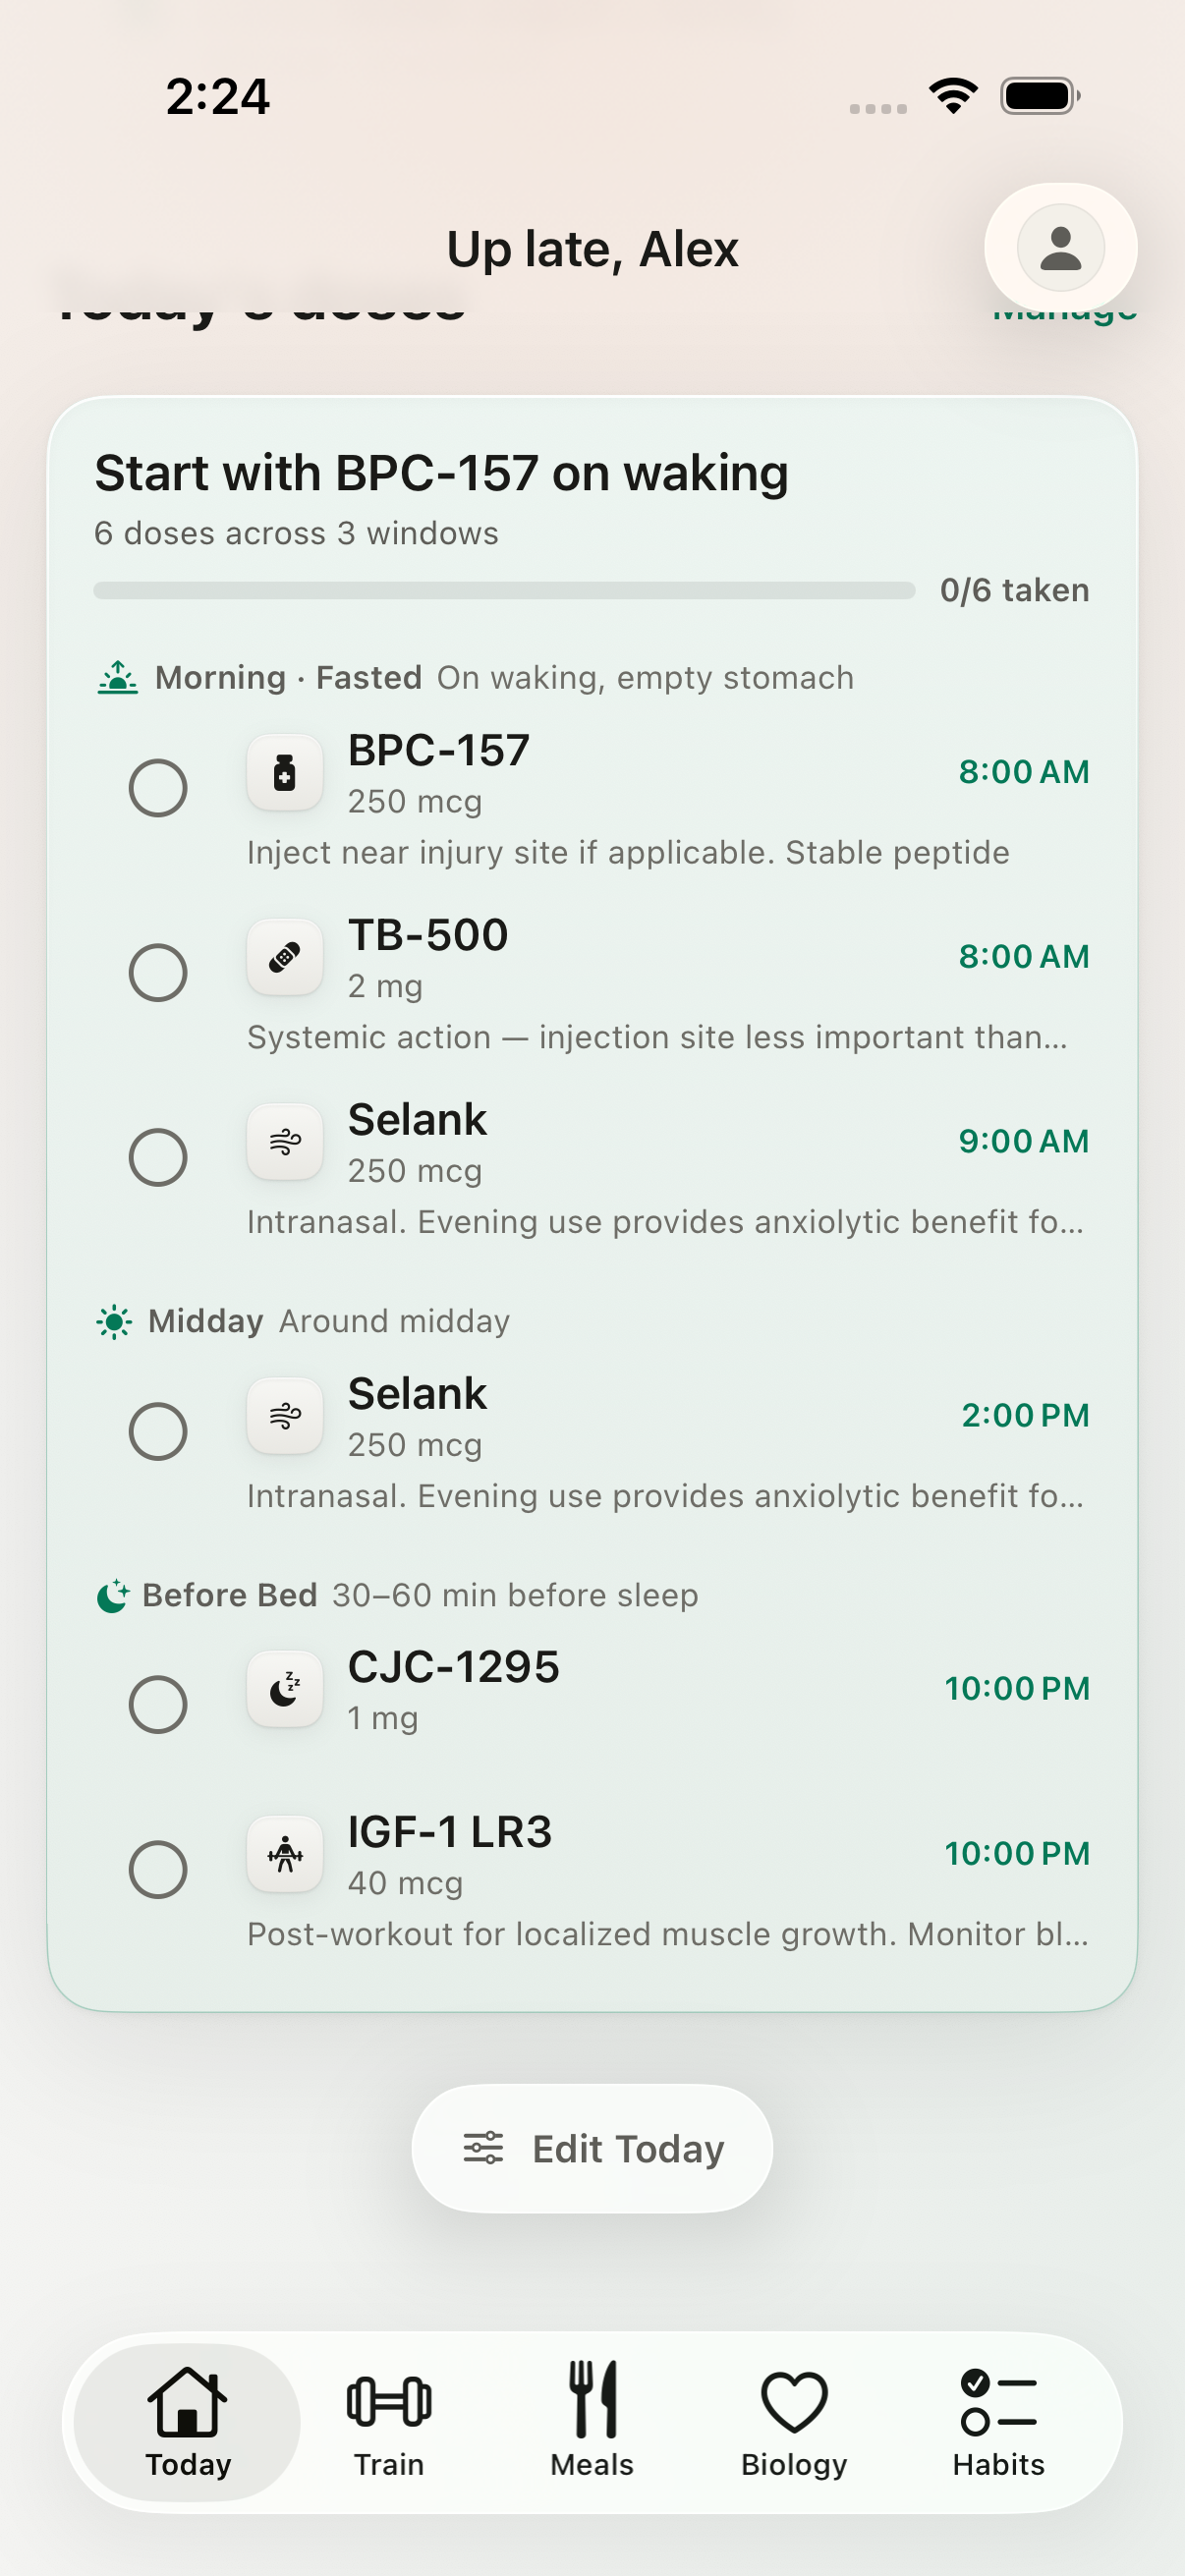 2:24
Up late, Alex
Today's doses
Manage
Start with BPC-157 on waking
6 doses across 3 windows
0/6 taken
Morning · Fasted On waking, empty stomach
BPC-157
8:00 AM
250 mcg
Inject near injury site if applicable. Stable peptide
TB-500
8:00 AM
2 mg
Systemic action — injection site less important than...
Selank
9:00 AM
250 mcg
Intranasal. Evening use provides anxiolytic benefit fo...
Midday Around midday
Selank
2:00 PM
250 mcg
Intranasal. Evening use provides anxiolytic benefit fo...
Before Bed 30–60 min before sleep
CJC-1295
10:00 PM
1 mg
IGF-1 LR3
10:00 PM
40 mcg
Post-workout for localized muscle growth. Monitor bl...
Edit Today
Today
Train
Meals
Biology
Habits